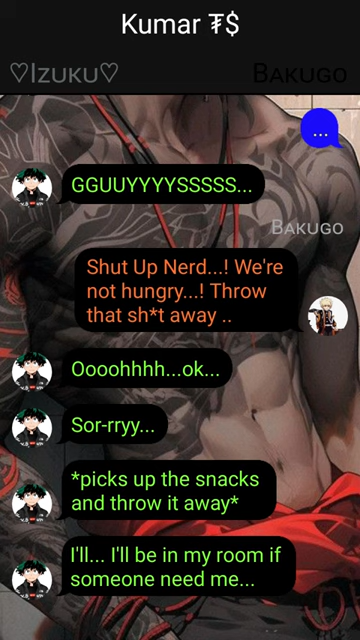 Kumar ₮$
♡Izuku♡
Bakugo
...
GGUUYYYYSSSSS...
Bakugo
Shut Up Nerd...! We're
not hungry...! Throw
that sh*t away ..
Oooohhhh...ok...
Sor-rryy...
*picks up the snacks
and throw it away*
I'll... I'll be in my room if
someone need me...